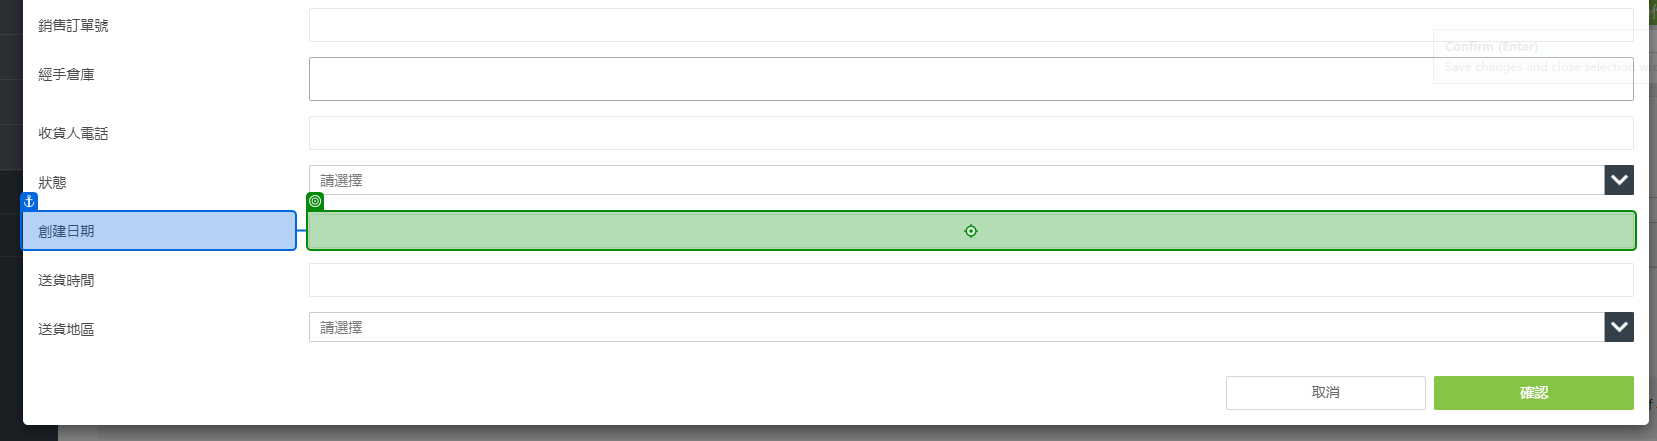 銷售訂單號
Confirm (Enter)
Save changes and close selection
經手倉庫
收貨人電話
狀態
請選擇
創建日期
送貨時間
送貨地區
請選擇
取消
確認